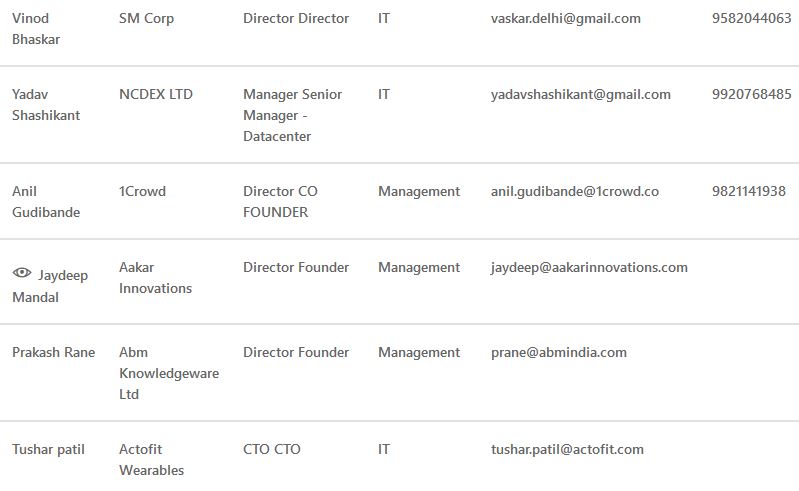 Vinod SM Corp Director Director IT vaskar.delhi@gmail.com 9582044063
Bhaskar
Yadav NCDEX LTD Manager Senior IT yadavshashikant@gmail.com 9920768485
Shashikant Manager -
Datacenter
Anil 1Crowd Director CO Management anil.gudibande@1crowd.co 9821141938
Gudibande FOUNDER
Jaydeep Aakar Director Founder Management jaydeep@aakarinnovations.com
Mandal Innovations
Prakash Rane Abm Director Founder Management prane@abmindia.com
Knowledgeware
Ltd
Tushar patil Actofit CTO CTO IT tushar.patil@actofit.com
Wearables